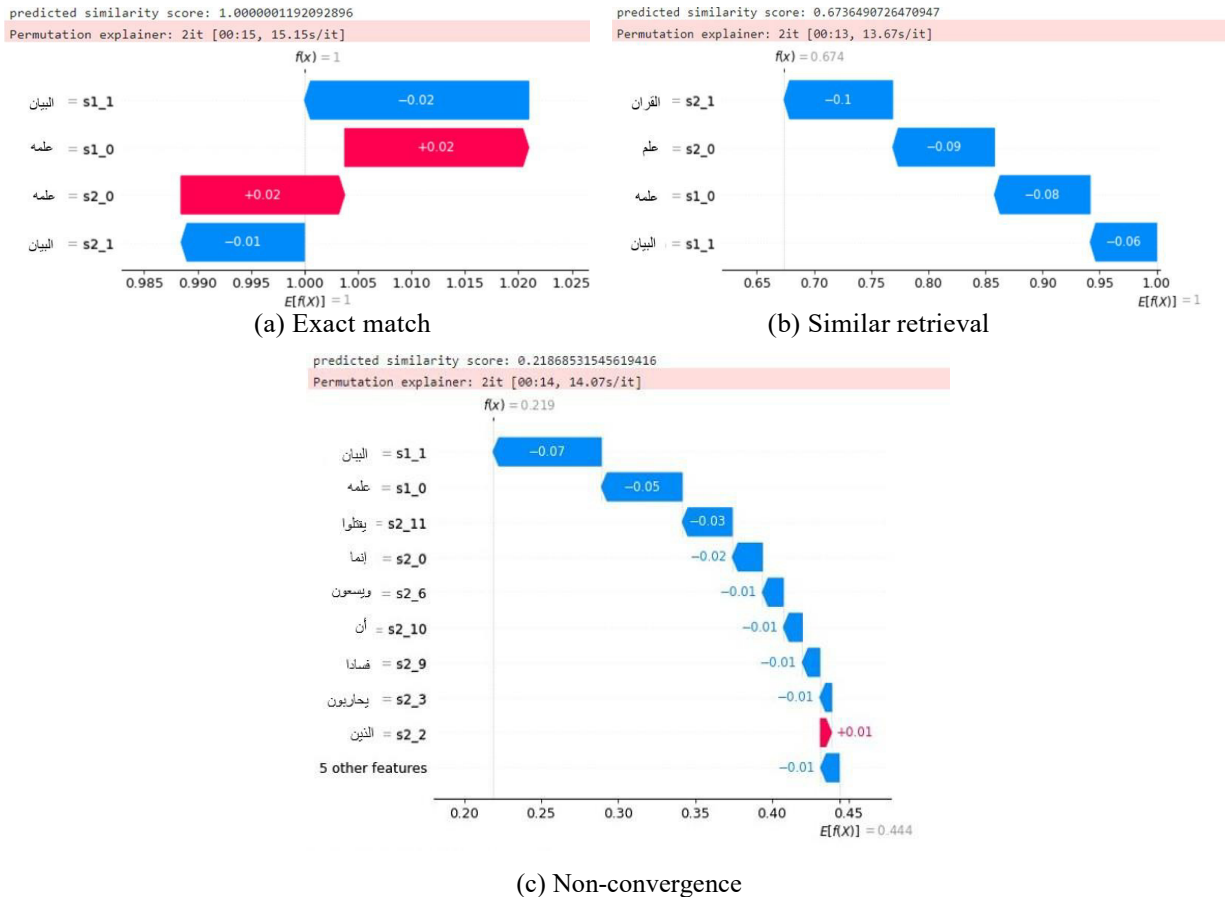 predicted similarity score: 1.0000001192092896
Permutation explainer: 2it [00:15, 15.15s/it]
f(x) = 1
البيان = s1_1
−0.02
علمه = s1_0
+0.02
علمه = s2_0
+0.02
البيان = s2_1
−0.01
0.985 0.990 0.995 1.000 1.005 1.010 1.015 1.020 1.025
E[f(X)] = 1
(a) Exact match
predicted similarity score: 0.6736490726470947
Permutation explainer: 2it [00:13, 13.67s/it]
f(x) = 0.674
القران = s2_1
−0.1
علم = s2_0
−0.09
علمه = s1_0
−0.08
البيان = s1_1
−0.06
0.65 0.70 0.75 0.80 0.85 0.90 0.95 1.00
E[f(X)] = 1
(b) Similar retrieval
predicted similarity score: 0.21868531545619416
Permutation explainer: 2it [00:14, 14.07s/it]
f(x) = 0.219
البيان = s1_1
−0.07
علمه = s1_0
−0.05
يقتلوا = s2_11
−0.03
إنما = s2_0
−0.02
ويسعون = s2_6
−0.01
أن = s2_10
−0.01
فسادا = s2_9
−0.01
يحاربون = s2_3
−0.01
الذين = s2_2
+0.01
5 other features
−0.01
0.20 0.25 0.30 0.35 0.40 0.45
E[f(X)] = 0.444
(c) Non-convergence